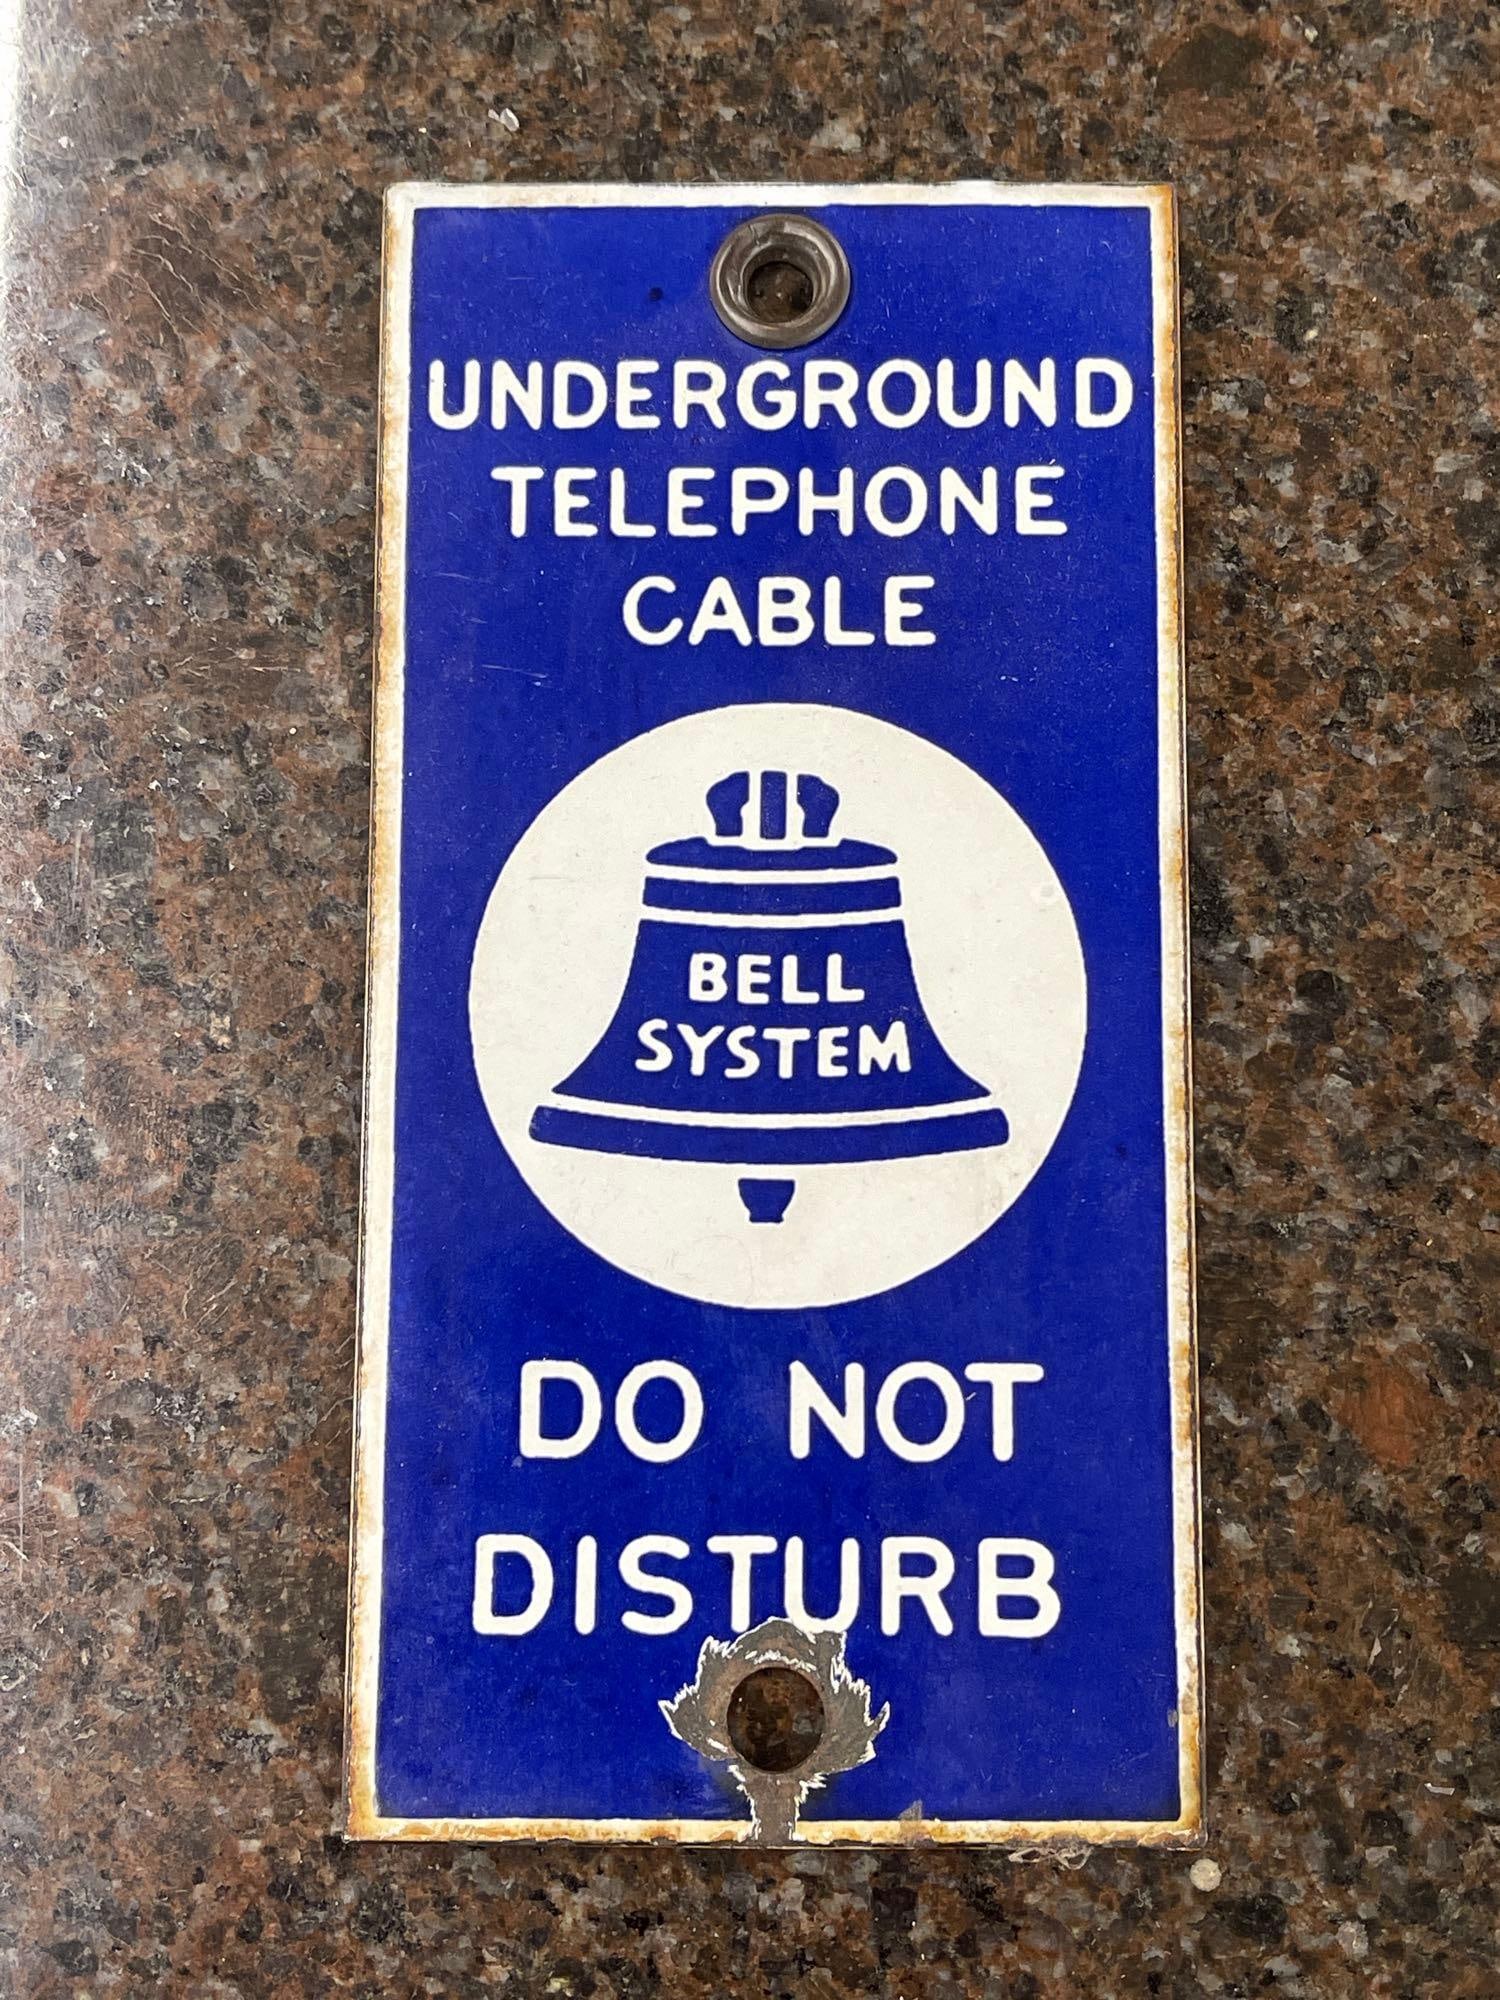 UNDERGROUND
TELEPHONE
CABLE
BELL
SYSTEM
DO NOT
DISTURB